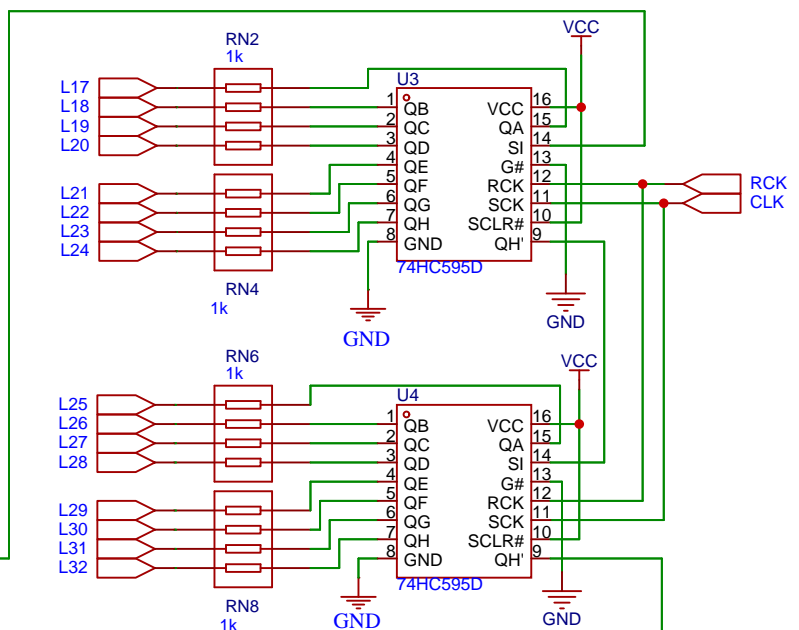 VCC
RN2
1k
U3
L17
L18
L19
L20
L21
L22
L23
L24
1 QB VCC 16
2 QC QA 15
3 QD SI 14
4 QE G# 13
5 QF RCK 12
6 QG SCK 11
7 QH SCLR# 10
8 GND QH' 9
74HC595D
RCK
CLK
RN4
1k
GND
GND
VCC
RN6
1k
U4
L25
L26
L27
L28
L29
L30
L31
L32
1 QB VCC 16
2 QC QA 15
3 QD SI 14
4 QE G# 13
5 QF RCK 12
6 QG SCK 11
7 QH SCLR# 10
8 GND QH' 9
74HC595D
RN8
1k
GND
GND